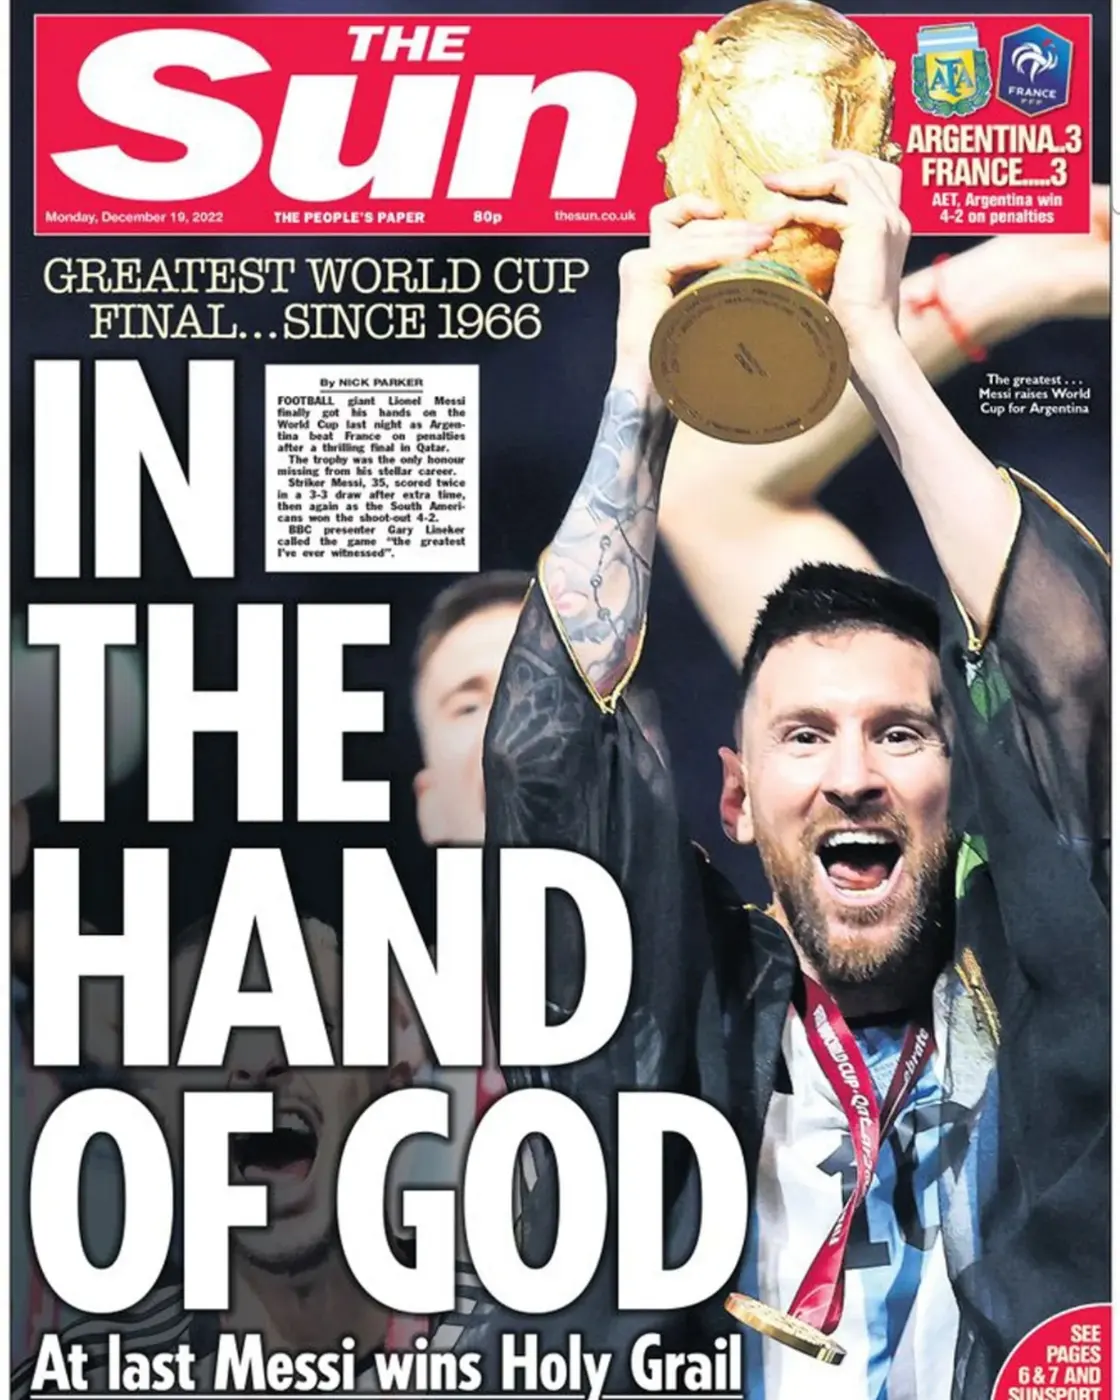 THE
Sun
Monday, December 19, 2022
THE PEOPLE'S PAPER
80p
thesun.co.uk
AFA
FRANCE
FFF
ARGENTINA..3
FRANCE.....3
AET, Argentina win
4-2 on penalties
GREATEST WORLD CUP
FINAL...SINCE 1966
IN
THE
HAND
OF GOD
By NICK PARKER
FOOTBALL giant Lionel Messi
finally got his hands on the
World Cup last night as Argen-
tina beat France on penalties
after a thrilling final in Qatar.
The trophy was the only honour
missing from his stellar career.
Striker Messi, 35, scored twice
in a 3-3 draw after extra time,
then again as the South Ameri-
cans won the shoot-out 4-2.
BBC presenter Gary Lineker
called the game "the greatest
I've ever witnessed".
The greatest . . .
Messi raises World
Cup for Argentina
FIFA WORLD CUP Qatar
10
At last Messi wins Holy Grail
SEE
PAGES
6 & 7 AND
SUNSPORT